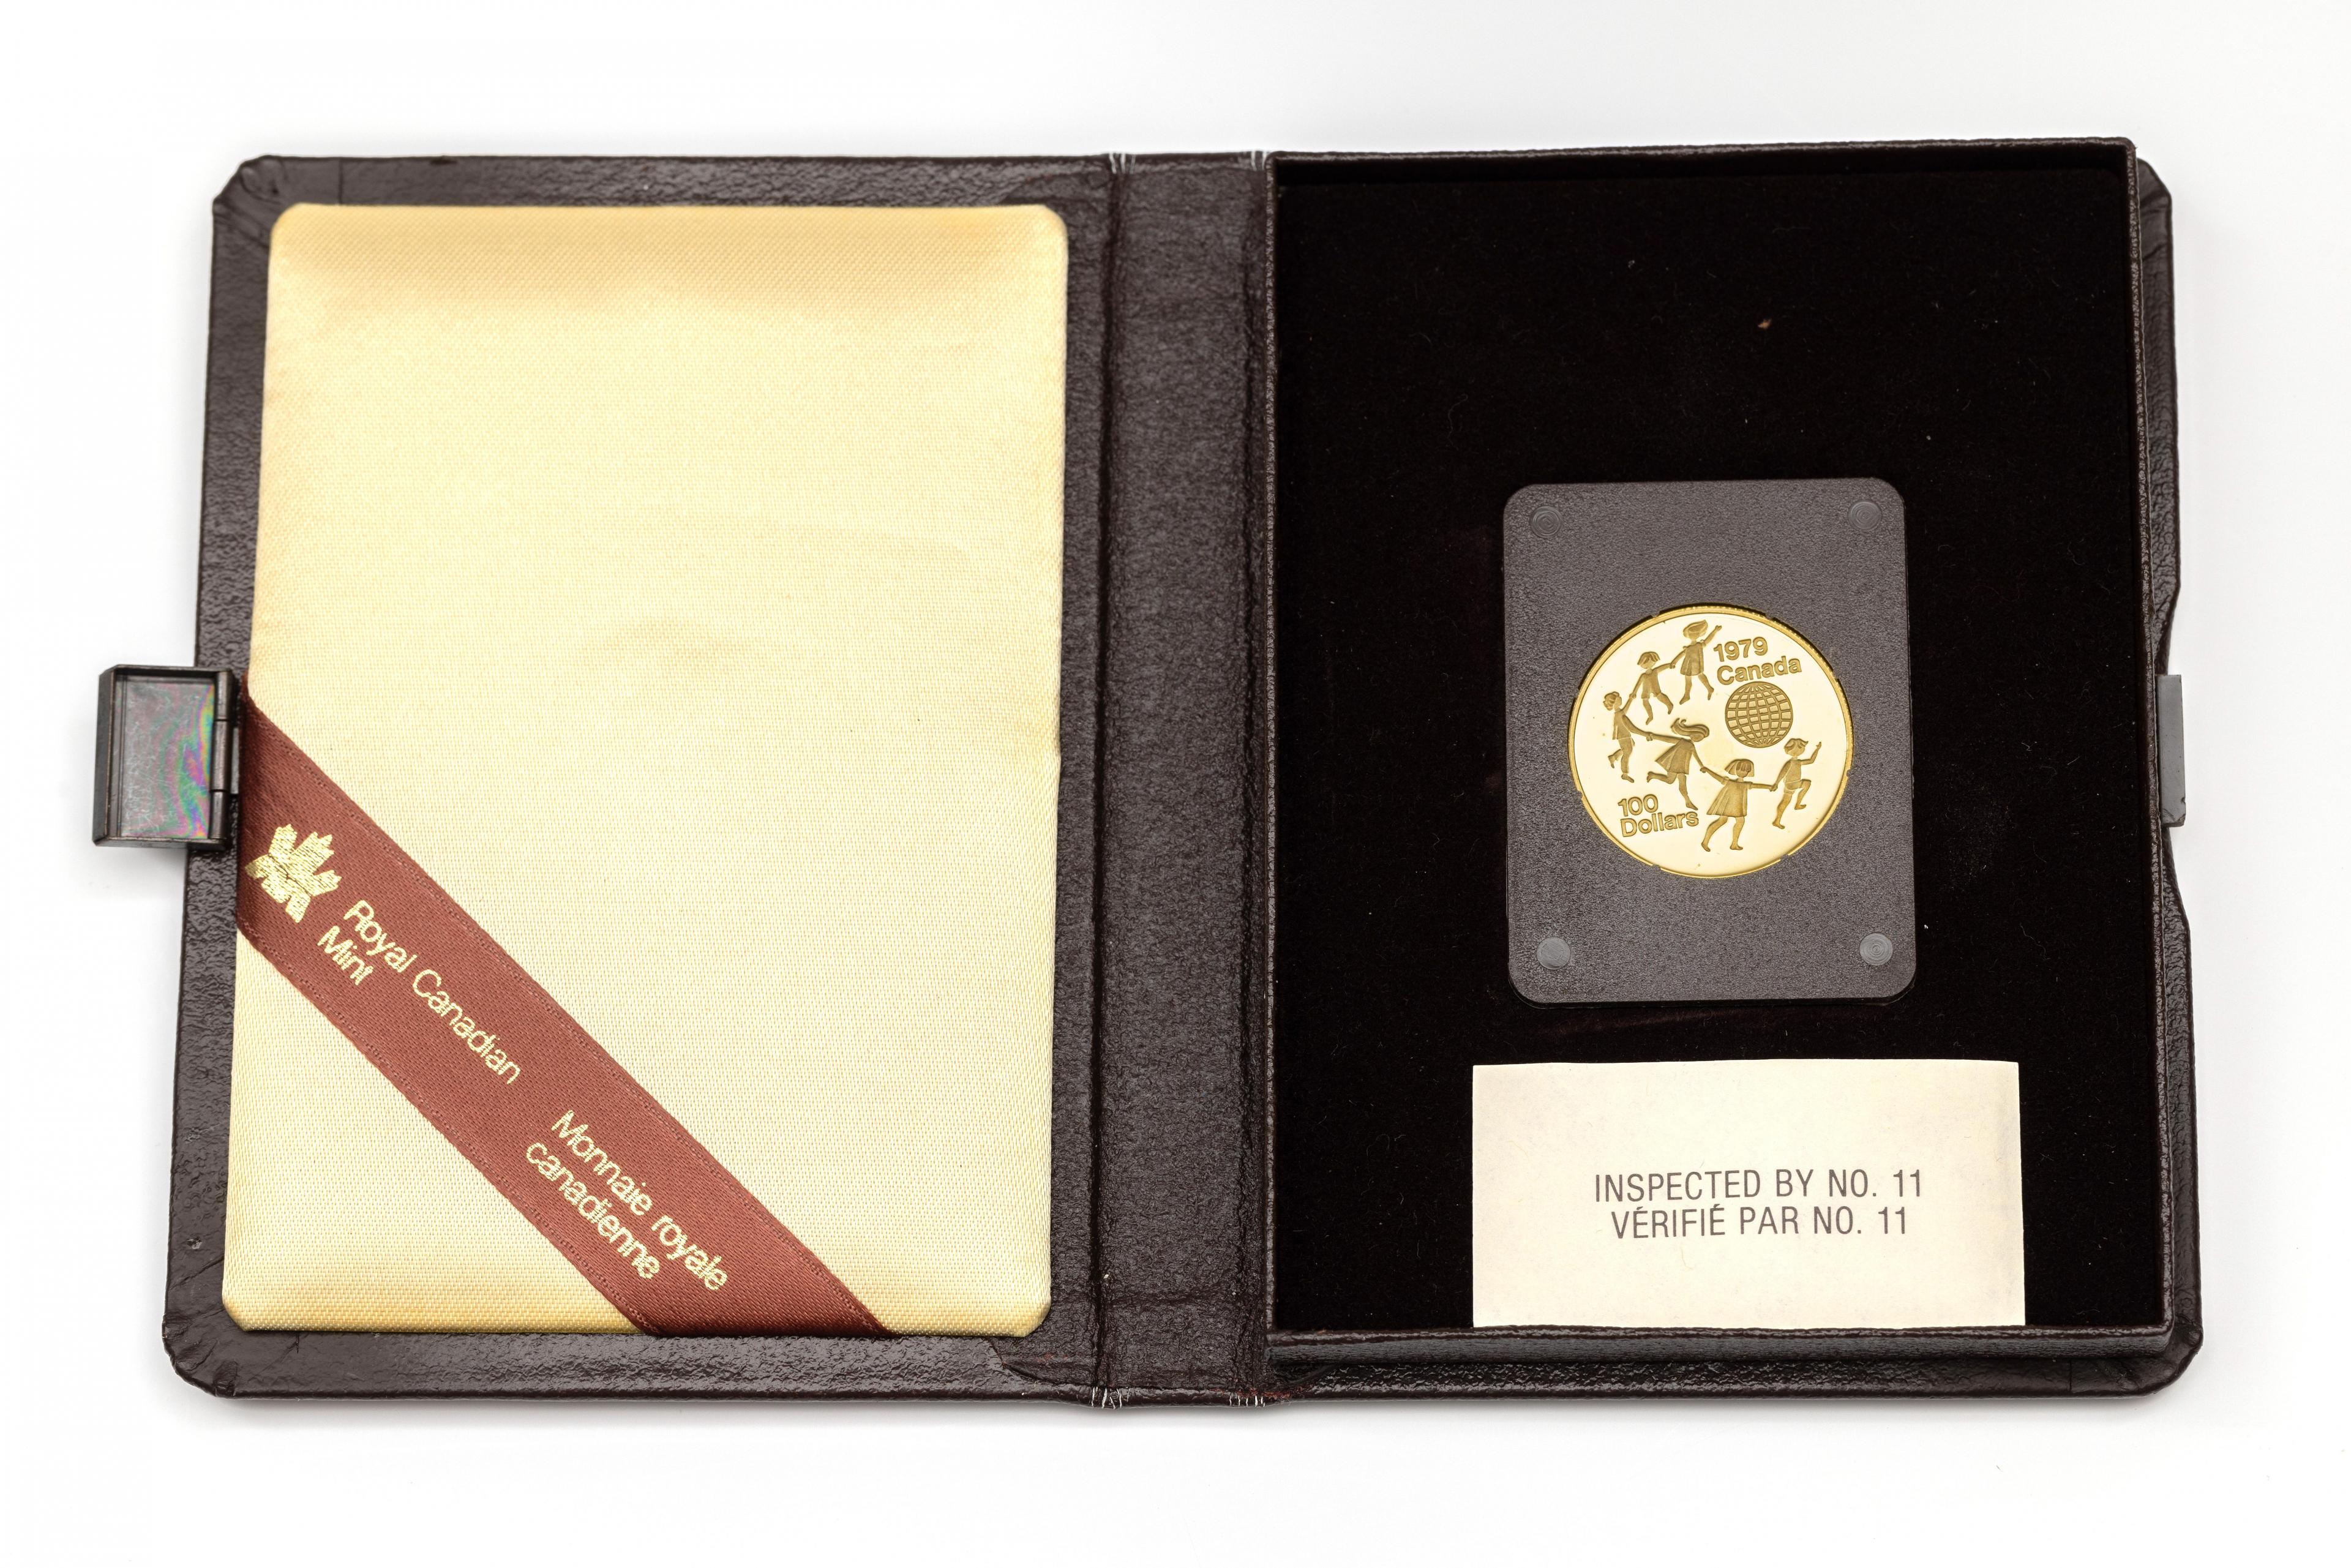 Royal Canadian
Mint
Monnaie royale
canadienne
1979
Canada
100
Dollars
INSPECTED BY NO. 11
VÉRIFIÉ PAR NO. 11